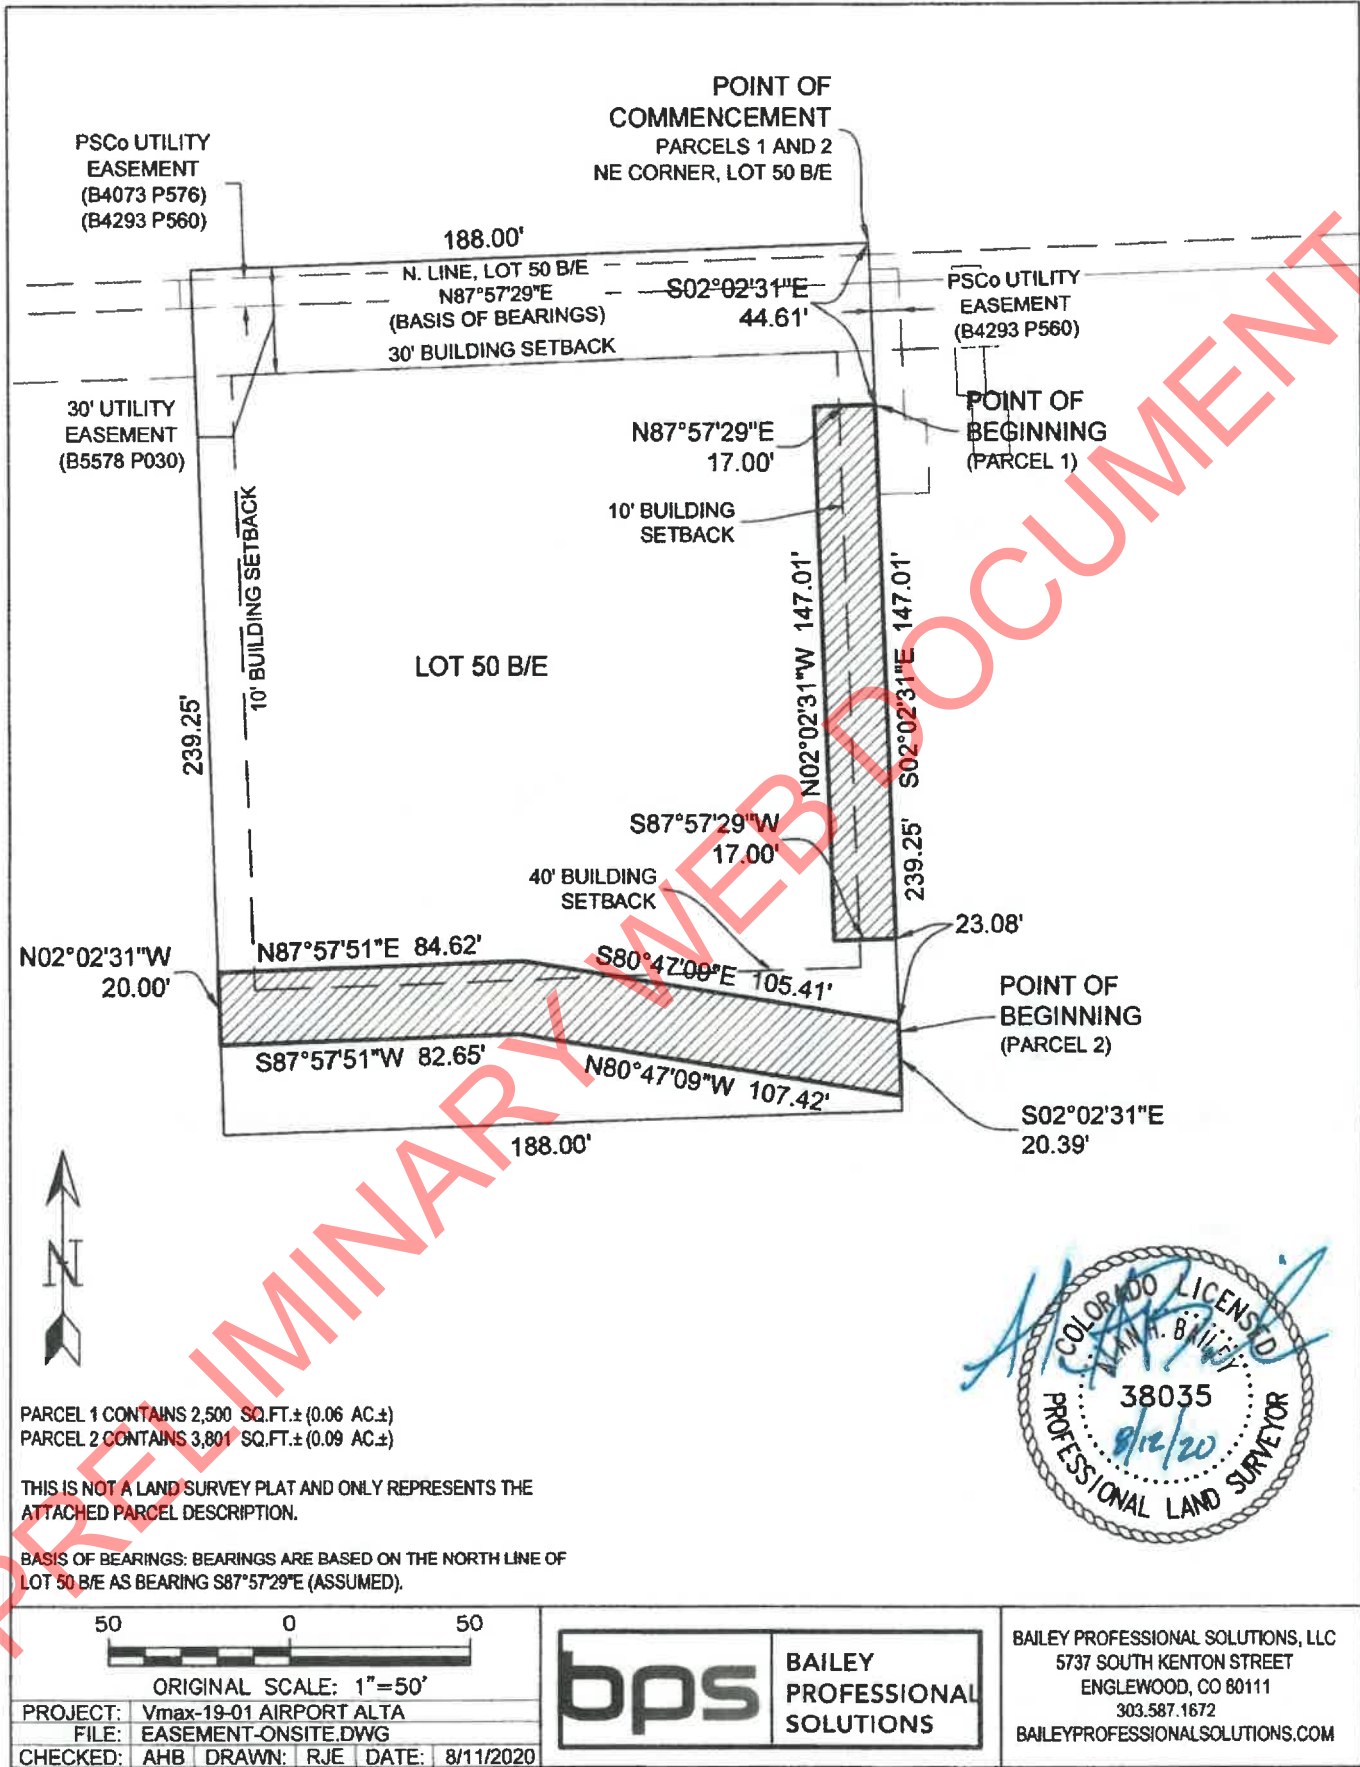 POINT OF
COMMENCEMENT
PARCELS 1 AND 2
NE CORNER, LOT 50 B/E
PSCo UTILITY
EASEMENT
(B4073 P576)
(B4293 P560)
188.00'
N. LINE, LOT 50 B/E
N87°57'29"E
(BASIS OF BEARINGS)
S02°02'31"E
44.61'
PSCo UTILITY
EASEMENT
(B4293 P560)
30' BUILDING SETBACK
30' UTILITY
EASEMENT
(B5578 P030)
POINT OF
BEGINNING
(PARCEL 1)
N87°57'29"E
17.00'
10' BUILDING
SETBACK
10' BUILDING SETBACK
N02°02'31"W 147.01'
S02°02'31"E 147.01'
LOT 50 B/E
239.25'
239.25'
S87°57'29"W
17.00'
40' BUILDING
SETBACK
23.08'
N02°02'31"W
20.00'
N87°57'51"E 84.62'
S80°47'09"E 105.41'
POINT OF
BEGINNING
(PARCEL 2)
S87°57'51"W 82.65'
N80°47'09"W 107.42'
S02°02'31"E
20.39'
188.00'
N
PRELIMINARY WEB DOCUMENT
COLORADO LICENSED
ALAN H. BAILEY
38035
8/12/20
PROFESSIONAL LAND SURVEYOR
PARCEL 1 CONTAINS 2,500 SQ.FT.± (0.06 AC.±)
PARCEL 2 CONTAINS 3,801 SQ.FT.± (0.09 AC.±)
THIS IS NOT A LAND SURVEY PLAT AND ONLY REPRESENTS THE
ATTACHED PARCEL DESCRIPTION.
BASIS OF BEARINGS: BEARINGS ARE BASED ON THE NORTH LINE OF
LOT 50 B/E AS BEARING S87°57'29"E (ASSUMED).
50 0 50
ORIGINAL SCALE: 1"=50'
PROJECT: Vmax-19-01 AIRPORT ALTA
FILE: EASEMENT-ONSITE.DWG
CHECKED: AHB DRAWN: RJE DATE: 8/11/2020
bps
BAILEY
PROFESSIONAL
SOLUTIONS
BAILEY PROFESSIONAL SOLUTIONS, LLC
5737 SOUTH KENTON STREET
ENGLEWOOD, CO 80111
303.587.1672
BAILEYPROFESSIONALSOLUTIONS.COM